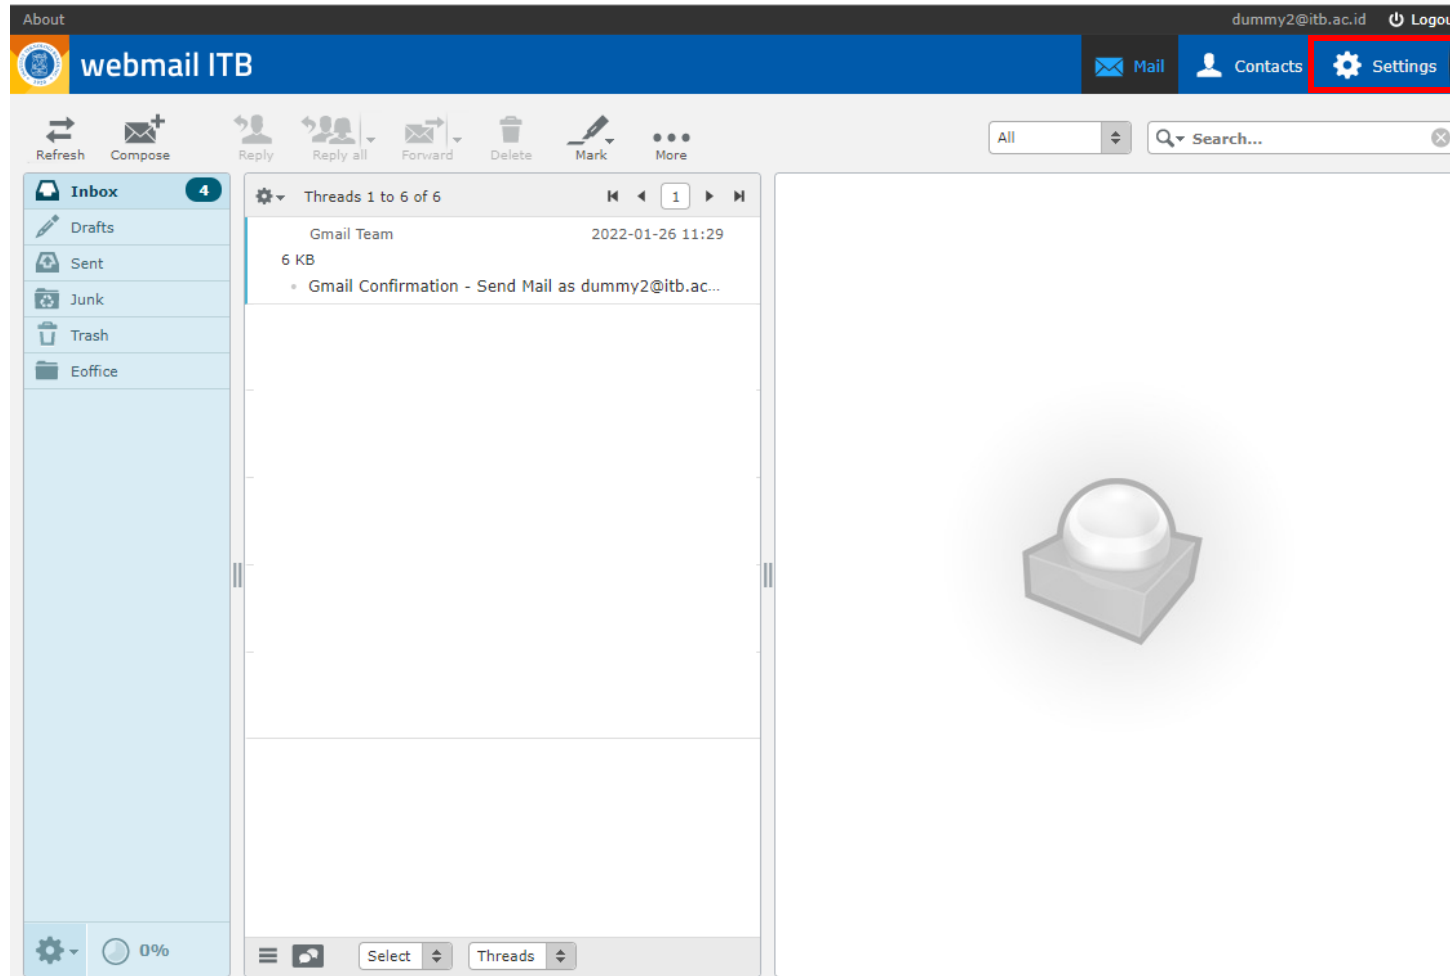 About
dummy2@itb.ac.id Logou
webmail ITB
Mail Contacts Settings
Refresh Compose Reply Reply all Forward Delete Mark More
All Search...
Inbox 4
Drafts
Sent
Junk
Trash
Eoffice
Threads 1 to 6 of 6 1
Gmail Team 2022-01-26 11:29
6 KB
Gmail Confirmation - Send Mail as dummy2@itb.ac...
0%
Select Threads